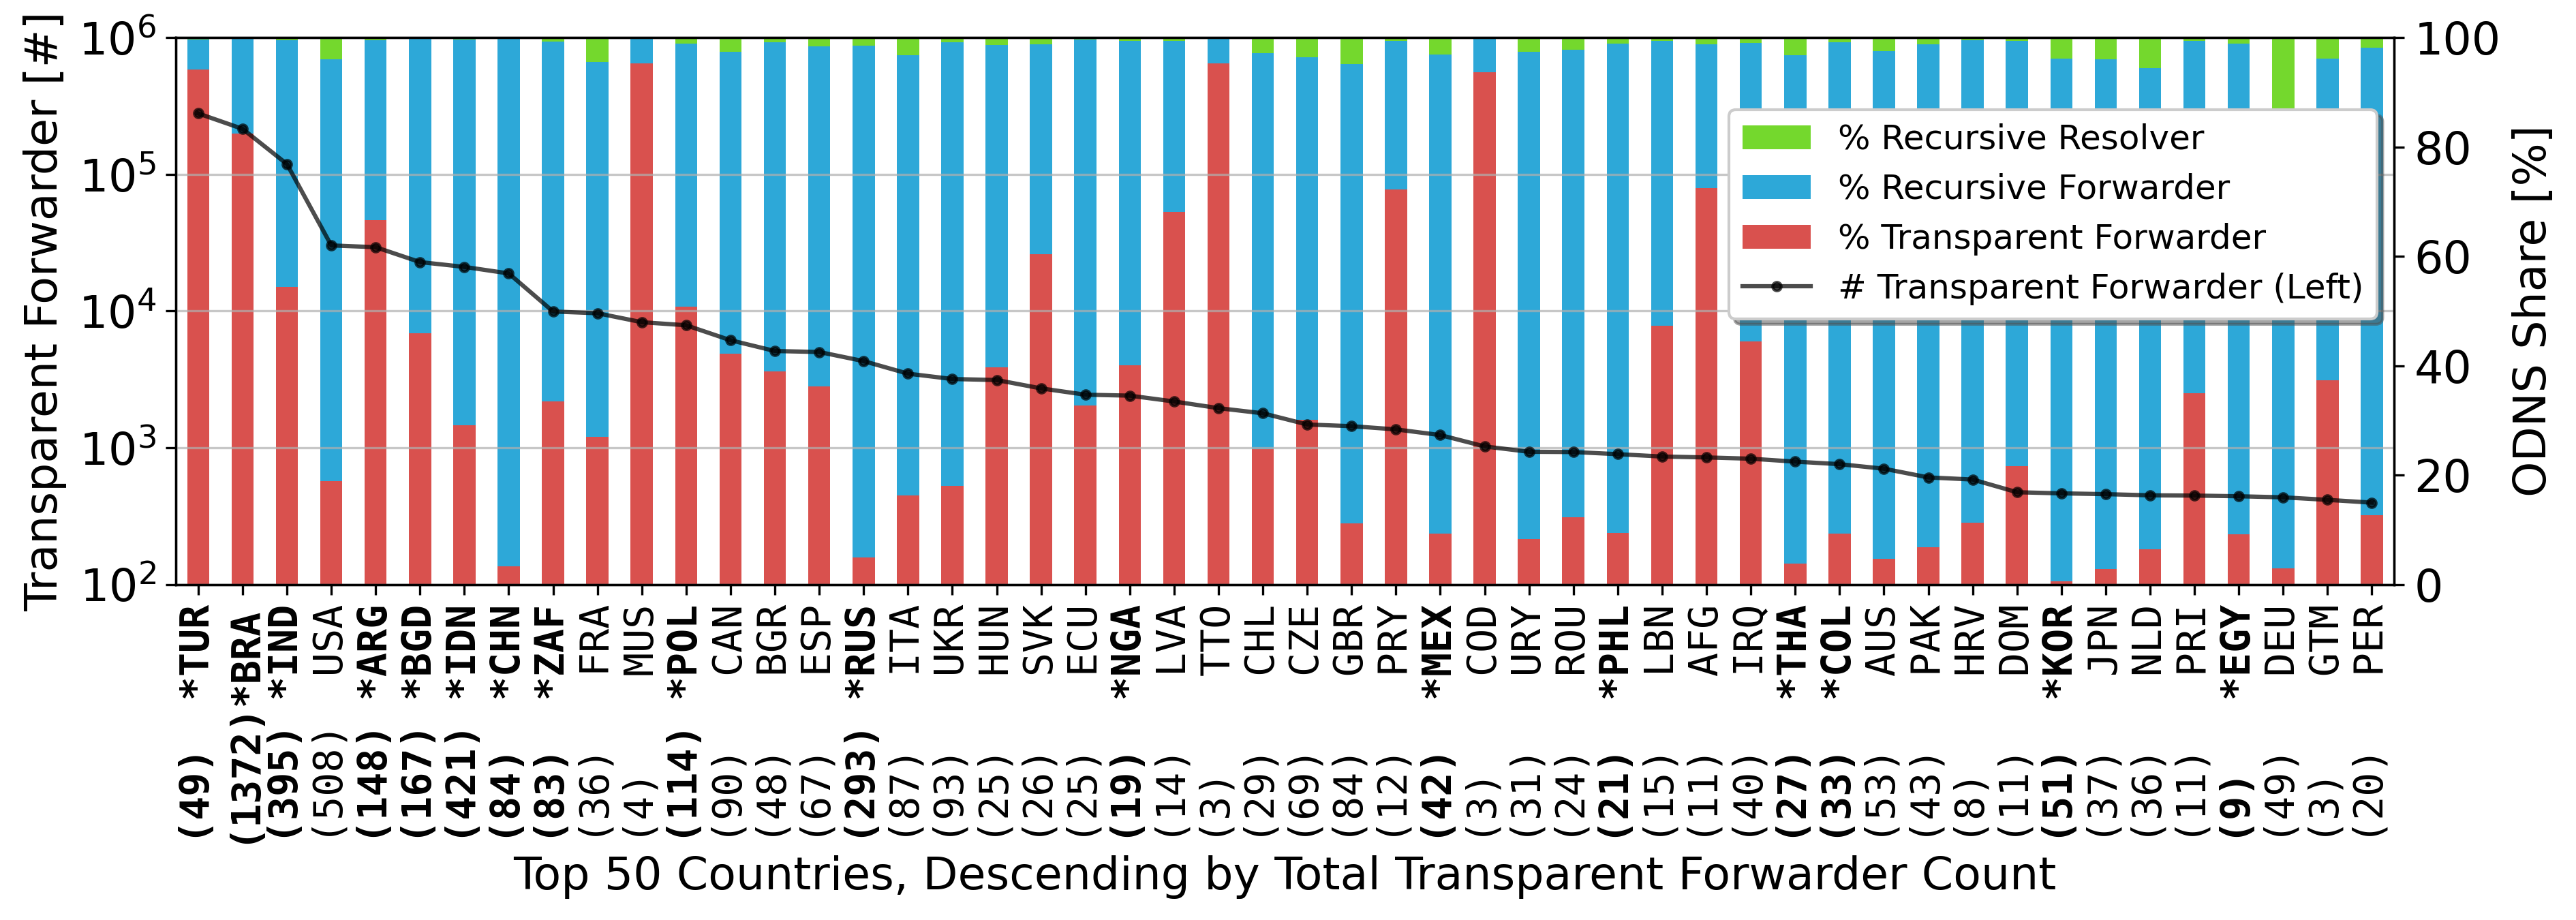 Transparent Forwarder [#]
10^6
10^5
10^4
10^3
10^2
100
80
60
40
20
0
ODNS Share [%]
% Recursive Resolver
% Recursive Forwarder
% Transparent Forwarder
# Transparent Forwarder (Left)
(49) *TUR
(1372)*BRA
(395) *IND
(508) USA
(148) *ARG
(167) *BGD
(421) *IDN
(84) *CHN
(83) *ZAF
(36) FRA
(4) MUS
(114) *POL
(90) CAN
(48) BGR
(67) ESP
(293) *RUS
(87) ITA
(93) UKR
(25) HUN
(26) SVK
(25) ECU
(19) *NGA
(14) LVA
(3) TTO
(29) CHL
(69) CZE
(84) GBR
(12) PRY
(42) *MEX
(3) COD
(31) URY
(24) ROU
(21) *PHL
(15) LBN
(11) AFG
(40) IRQ
(27) *THA
(33) *COL
(53) AUS
(43) PAK
(8) HRV
(11) DOM
(51) *KOR
(37) JPN
(36) NLD
(11) PRI
(9) *EGY
(49) DEU
(3) GTM
(20) PER
Top 50 Countries, Descending by Total Transparent Forwarder Count